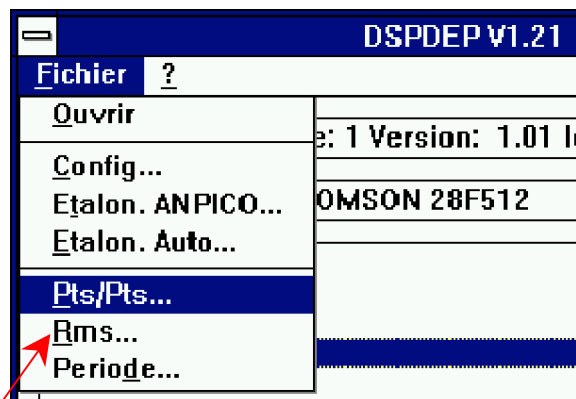 DSPDEP V1.21
Fichier ?
Ouvrir
e: 1 Version: 1.01
Config...
Etalon. ANPICO...
OMSON 28F512
Etalon. Auto...
Pts/Pts...
Rms...
Periode...